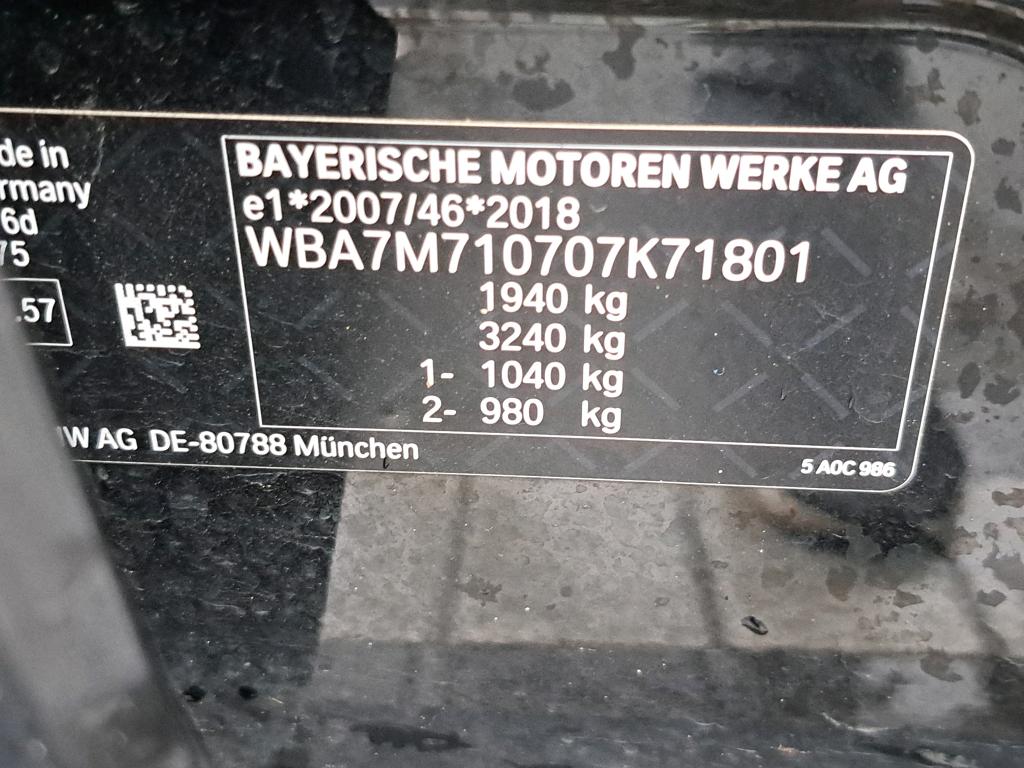 de in
rmany
6d
75
.57
BAYERISCHE MOTOREN WERKE AG
e1*2007/46*2018
WBA7M710707K71801
1940 kg
3240 kg
1- 1040 kg
2- 980 kg
W AG DE-80788 München
5 A0C 986